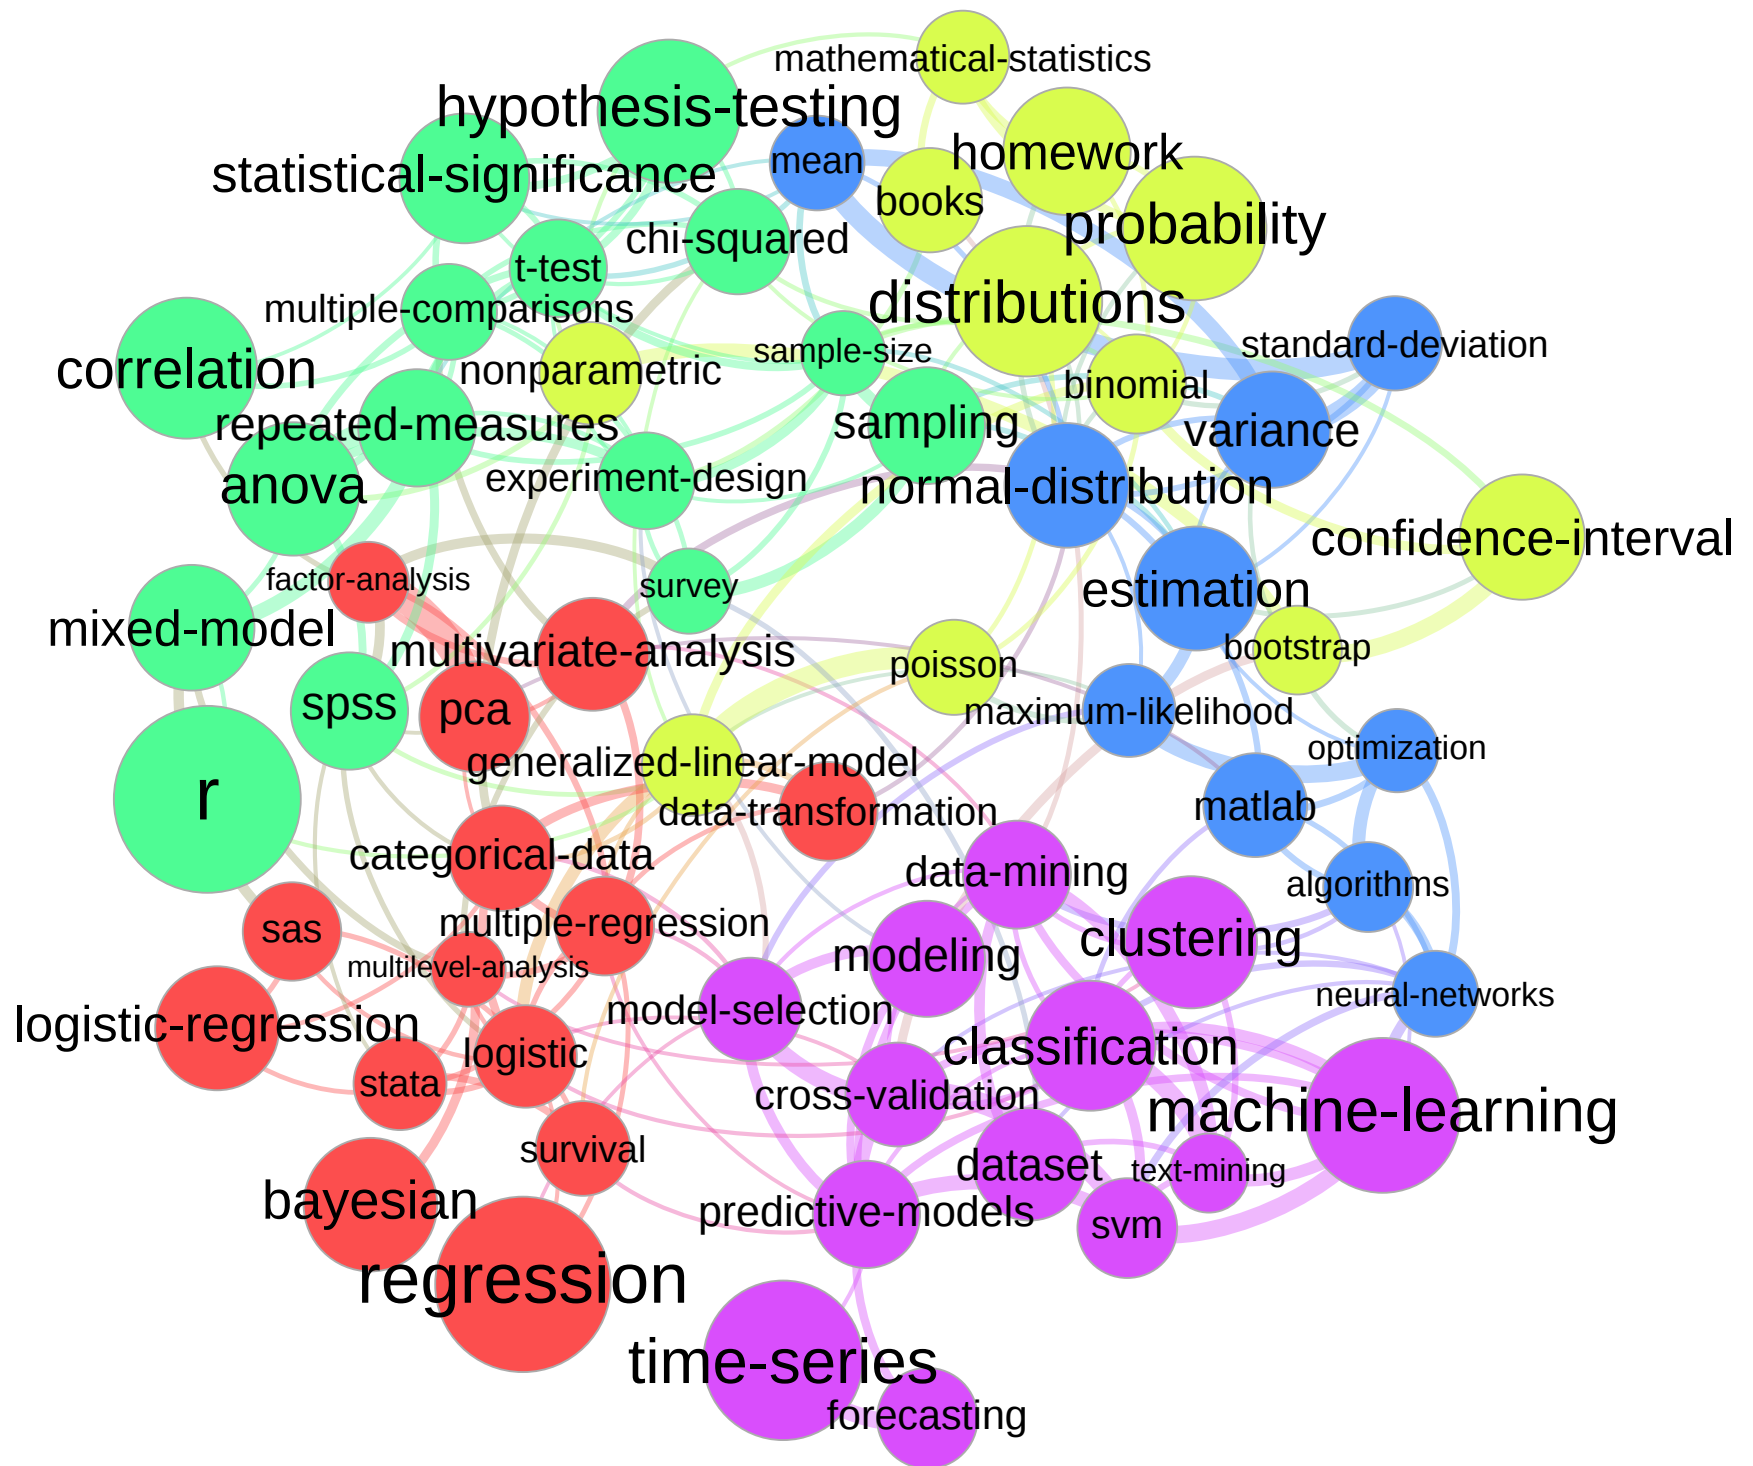 mathematical-statistics
hypothesis-testing
homework
mean
statistical-significance
books
probability
chi-squared
t-test
distributions
multiple-comparisons
standard-deviation
sample-size
correlation
nonparametric
binomial
repeated-measures
sampling
variance
experiment-design
anova
normal-distribution
confidence-interval
factor-analysis
survey
estimation
mixed-model
multivariate-analysis
bootstrap
poisson
spss
pca
maximum-likelihood
optimization
generalized-linear-model
r
matlab
data-transformation
categorical-data
data-mining
algorithms
multiple-regression
sas
clustering
modeling
multilevel-analysis
neural-networks
model-selection
logistic-regression
classification
logistic
stata
cross-validation
machine-learning
survival
dataset
text-mining
bayesian
predictive-models
svm
regression
time-series
forecasting